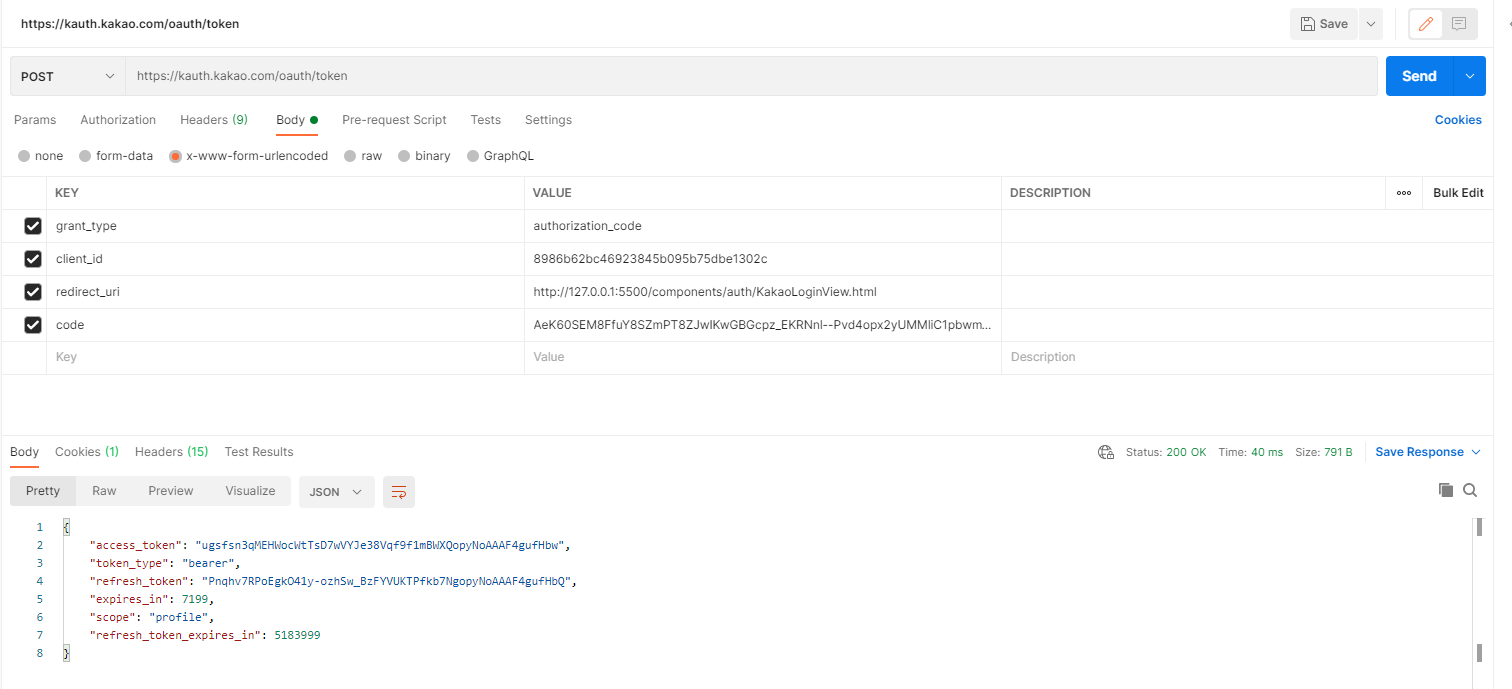 https://kauth.kakao.com/oauth/token
Save
POST
https://kauth.kakao.com/oauth/token
Send
Params Authorization Headers (9) Body Pre-request Script Tests Settings Cookies
none form-data x-www-form-urlencoded raw binary GraphQL
KEY VALUE DESCRIPTION ooo Bulk Edit
grant_type authorization_code
client_id 8986b62bc46923845b095b75dbe1302c
redirect_uri http://127.0.0.1:5500/components/auth/KakaoLoginView.html
code AeK60SEM8FfuY8SZmPT8ZJwIKwGBGcpz_EKRNnI--Pvd4opx2yUMMliC1pbwm...
Key Value Description
Body Cookies (1) Headers (15) Test Results Status: 200 OK Time: 40 ms Size: 791 B Save Response
Pretty Raw Preview Visualize JSON
1 {
2 "access_token": "ugsfsn3qMEHWocWtTsD7wVYJe38Vqf9f1mBWXQopyNoAAAF4gufHbw",
3 "token_type": "bearer",
4 "refresh_token": "Pnqhv7RPoEgkO41y-ozhSw_BzFYVUKTPfkb7NgopyNoAAAF4gufHbQ",
5 "expires_in": 7199,
6 "scope": "profile",
7 "refresh_token_expires_in": 5183999
8 }